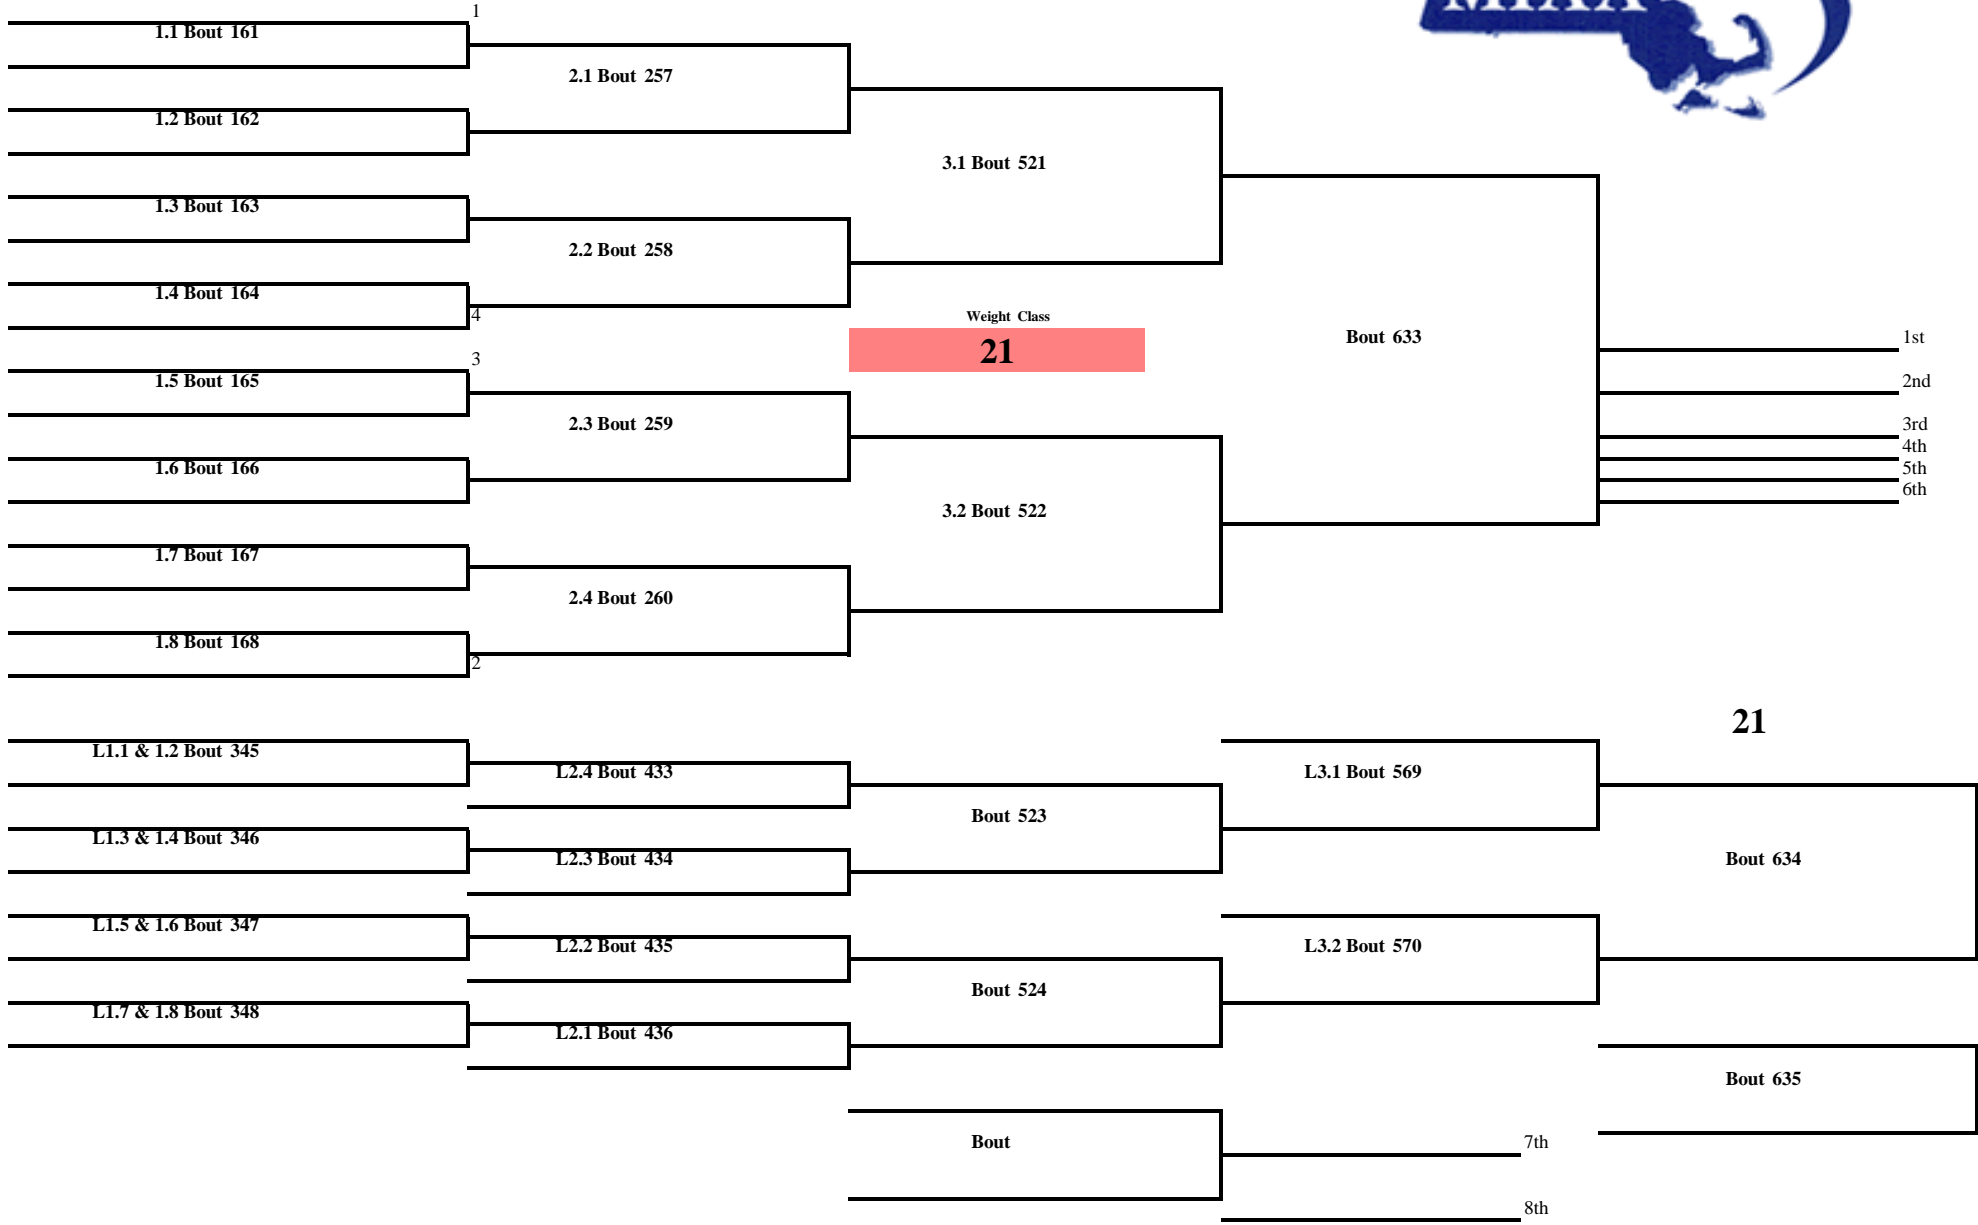 1
1.1 Bout 161
2.1 Bout 257
1.2 Bout 162
3.1 Bout 521
1.3 Bout 163
2.2 Bout 258
1.4 Bout 164
4
Weight Class
21
Bout 633
1st
2nd
3rd
4th
5th
6th
3
1.5 Bout 165
2.3 Bout 259
1.6 Bout 166
3.2 Bout 522
1.7 Bout 167
2.4 Bout 260
1.8 Bout 168
2
21
L1.1 & 1.2 Bout 345
L2.4 Bout 433
L3.1 Bout 569
Bout 523
L1.3 & 1.4 Bout 346
L2.3 Bout 434
Bout 634
L1.5 & 1.6 Bout 347
L2.2 Bout 435
L3.2 Bout 570
Bout 524
L1.7 & 1.8 Bout 348
L2.1 Bout 436
Bout 635
Bout
7th
8th